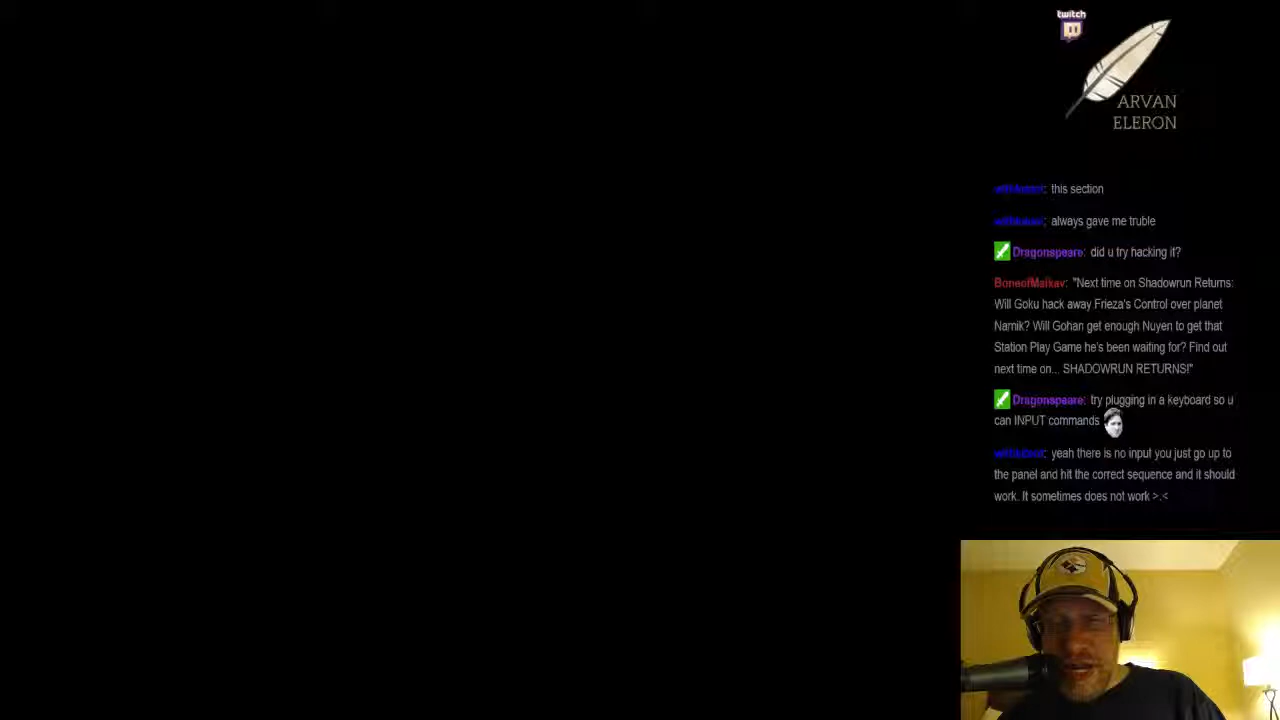 twitch
ARVAN
ELERON
: this section
: always gave me truble
Dragonspeare: did u try hacking it?
BoneofMalkav: "Next time on Shadowrun Returns:
Will Goku hack away Frieza's Control over planet
Namik? Will Gohan get enough Nuyen to get that
Station Play Game he's been waiting for? Find out
next time on... SHADOWRUN RETURNS!"
Dragonspeare: try plugging in a keyboard so u
can INPUT commands
: yeah there is no input you just go up to
the panel and hit the correct sequence and it should
work. It sometimes does not work >.<